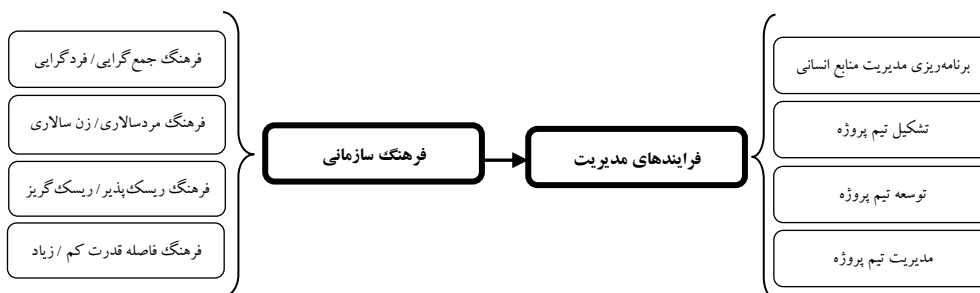 فرهنگ جمع‌گرایی/ فردگرایی
فرهنگ مردسالاری/ زن سالاری
فرهنگ ریسک‌پذیر/ ریسک‌گریز
فرهنگ فاصله قدرت کم / زیاد
فرهنگ سازمانی
فرایندهای مدیریت
برنامه‌ریزی مدیریت منابع انسانی
تشکیل تیم پروژه
توسعه تیم پروژه
مدیریت تیم پروژه